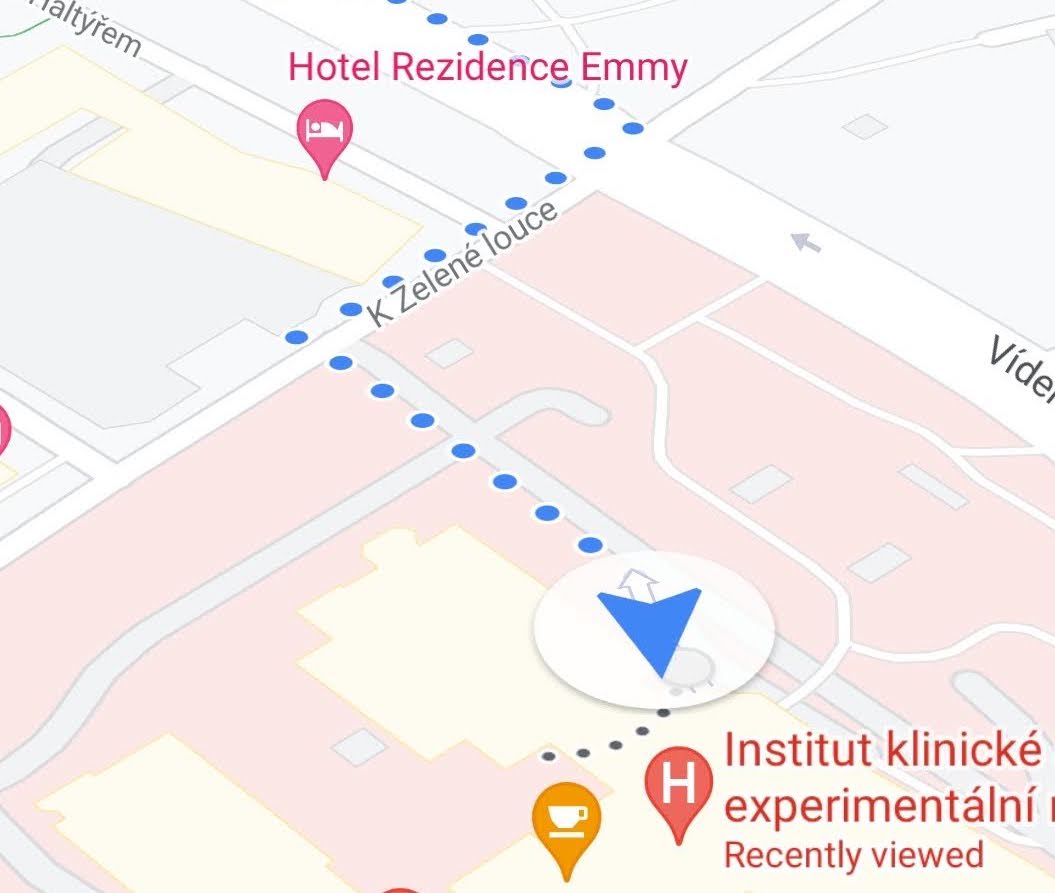 Hotel Rezidence Emmy
K Zelené louce
Institut klinické
experimentální
Recently viewed
H